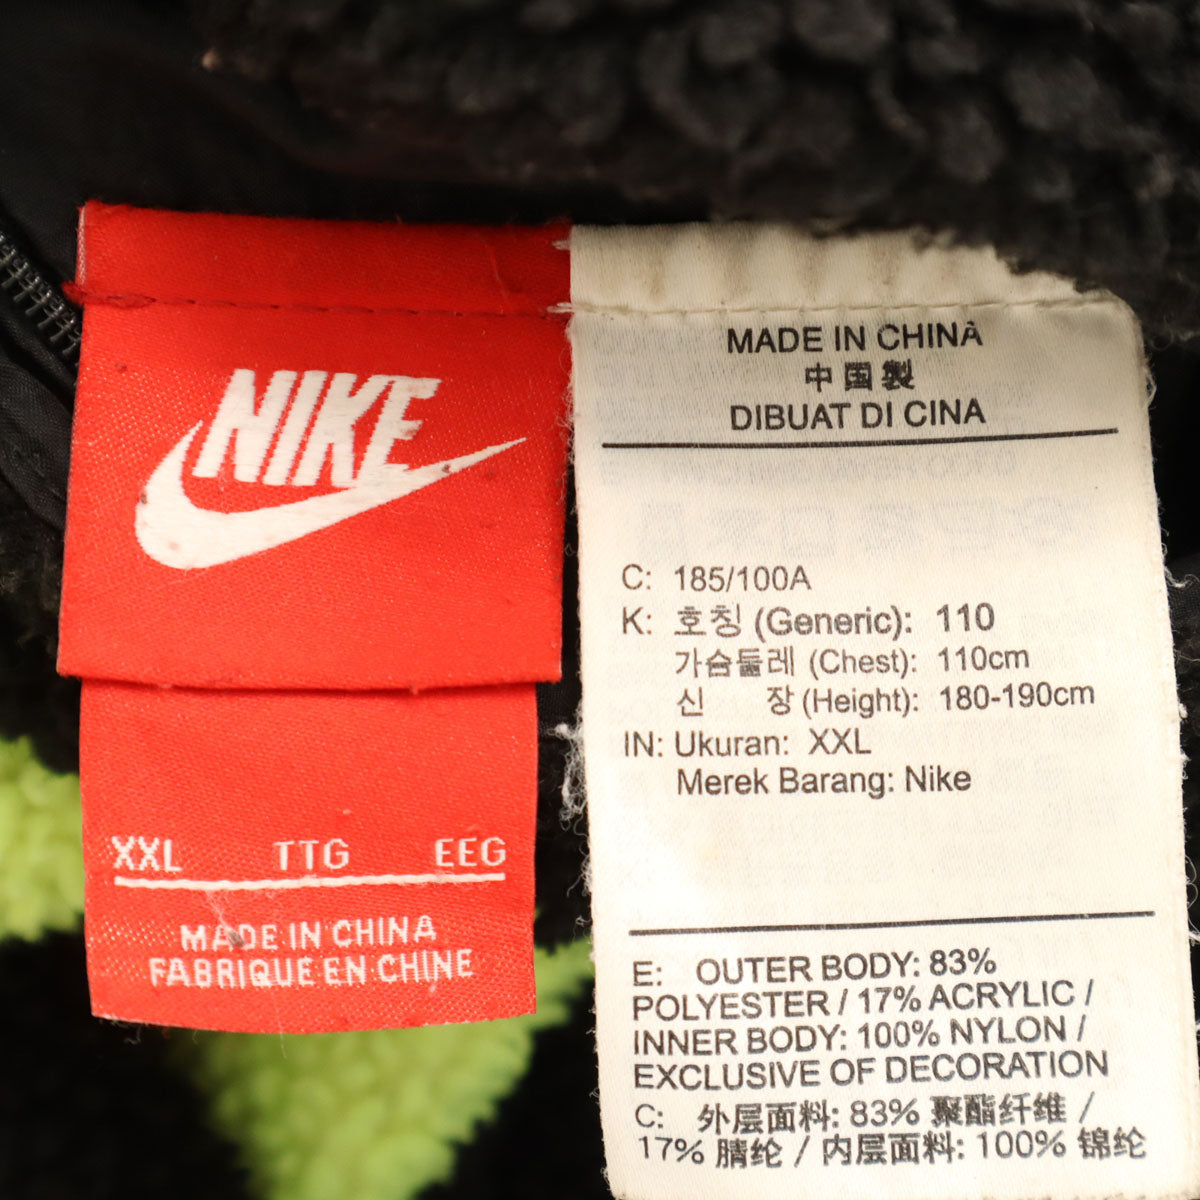 NIKE
XXL TTG EEG
MADE IN CHINA
FABRIQUÉ EN CHINE
MADE IN CHINA
中国製
DIBUAT DI CINA
C: 185/100A
K: 호칭 (Generic): 110
가슴둘레 (Chest): 110cm
신 장 (Height): 180-190cm
IN: Ukuran: XXL
Merek Barang: Nike
E: OUTER BODY: 83%
POLYESTER / 17% ACRYLIC /
INNER BODY: 100% NYLON /
EXCLUSIVE OF DECORATION
C: 外层面料: 83% 聚酯纤维 /
17% 腈纶 / 内层面料: 100% 锦纶